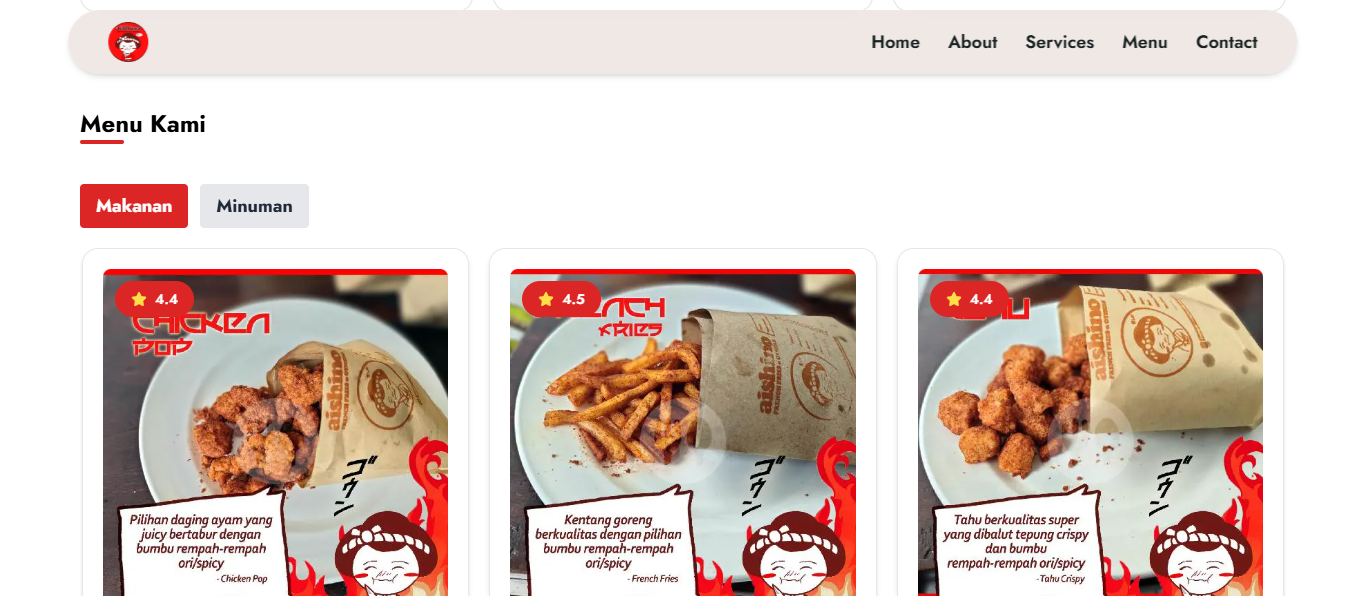 Home About Services Menu Contact
Menu Kami
Makanan Minuman
4.4
CHICKEN
POP
aishino
Pilihan daging ayam yang
juicy bertabur dengan
bumbu rempah-rempah
ori/spicy
- Chicken Pop
4.5
FRIES
aishino
Kentang goreng
berkualitas dengan pilihan
bumbu rempah-rempah
ori/spicy
- French Fries
4.4
aishino
Tahu berkualitas super
yang dibalut tepung crispy
dan bumbu
rempah-rempah ori/spicy
- Tahu Crispy